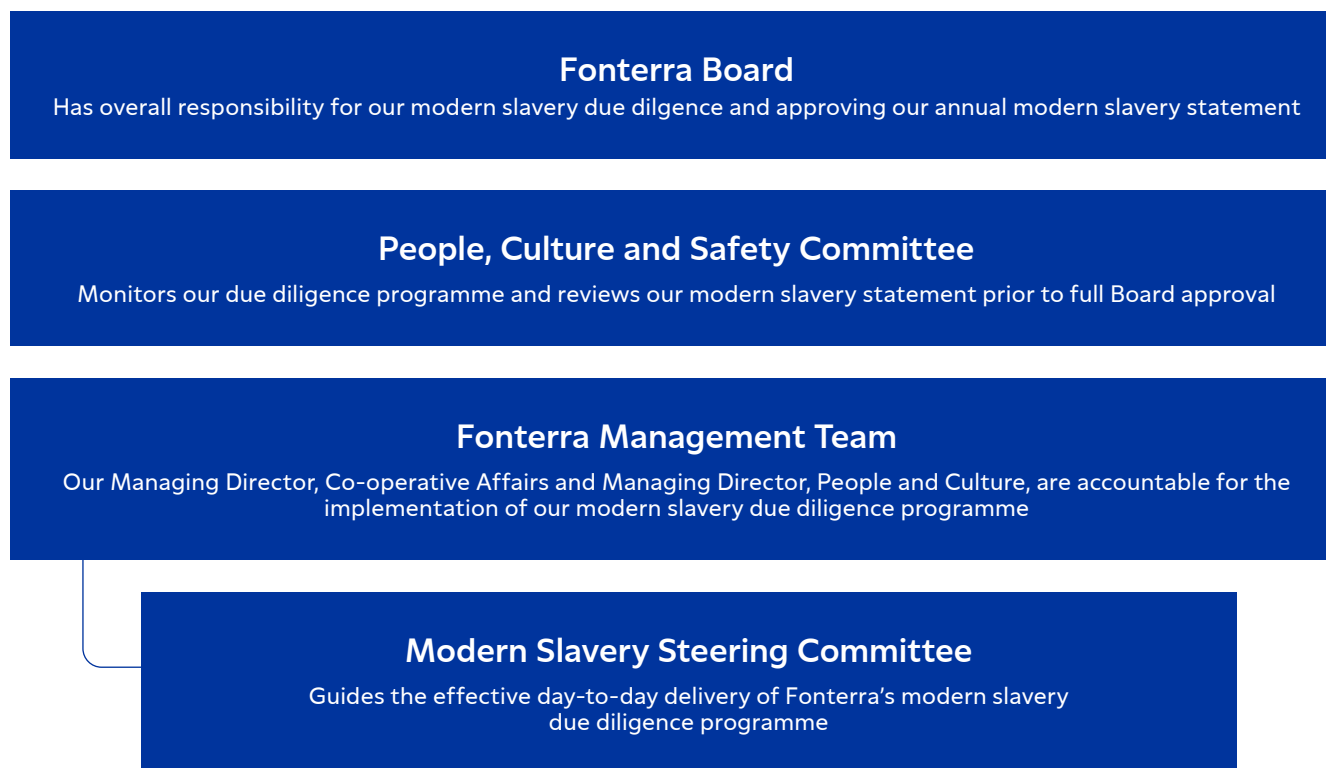 Fonterra Board
Has overall responsibility for our modern slavery due dilgence and approving our annual modern slavery statement
People, Culture and Safety Committee
Monitors our due diligence programme and reviews our modern slavery statement prior to full Board approval
Fonterra Management Team
Our Managing Director, Co-operative Affairs and Managing Director, People and Culture, are accountable for the
implementation of our modern slavery due diligence programme
Modern Slavery Steering Committee
Guides the effective day-to-day delivery of Fonterra’s modern slavery
due diligence programme